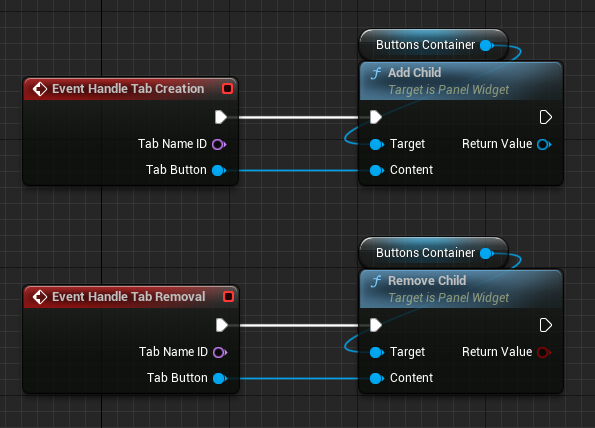 Buttons Container
Event Handle Tab Creation
f Add Child
Target is Panel Widget
Tab Name ID
Target
Return Value
Tab Button
Content
Buttons Container
Event Handle Tab Removal
f Remove Child
Target is Panel Widget
Tab Name ID
Target
Return Value
Tab Button
Content